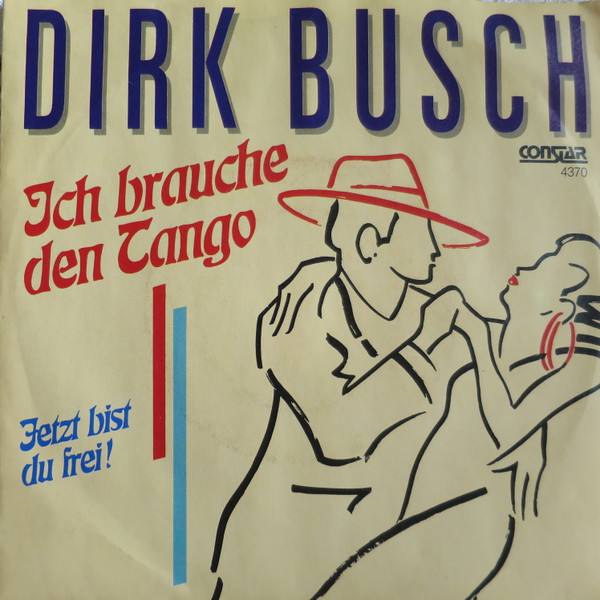 DIRK BUSCH
CONSTAR
4370
Ich brauche
den Tango
Jetzt bist
du frei!